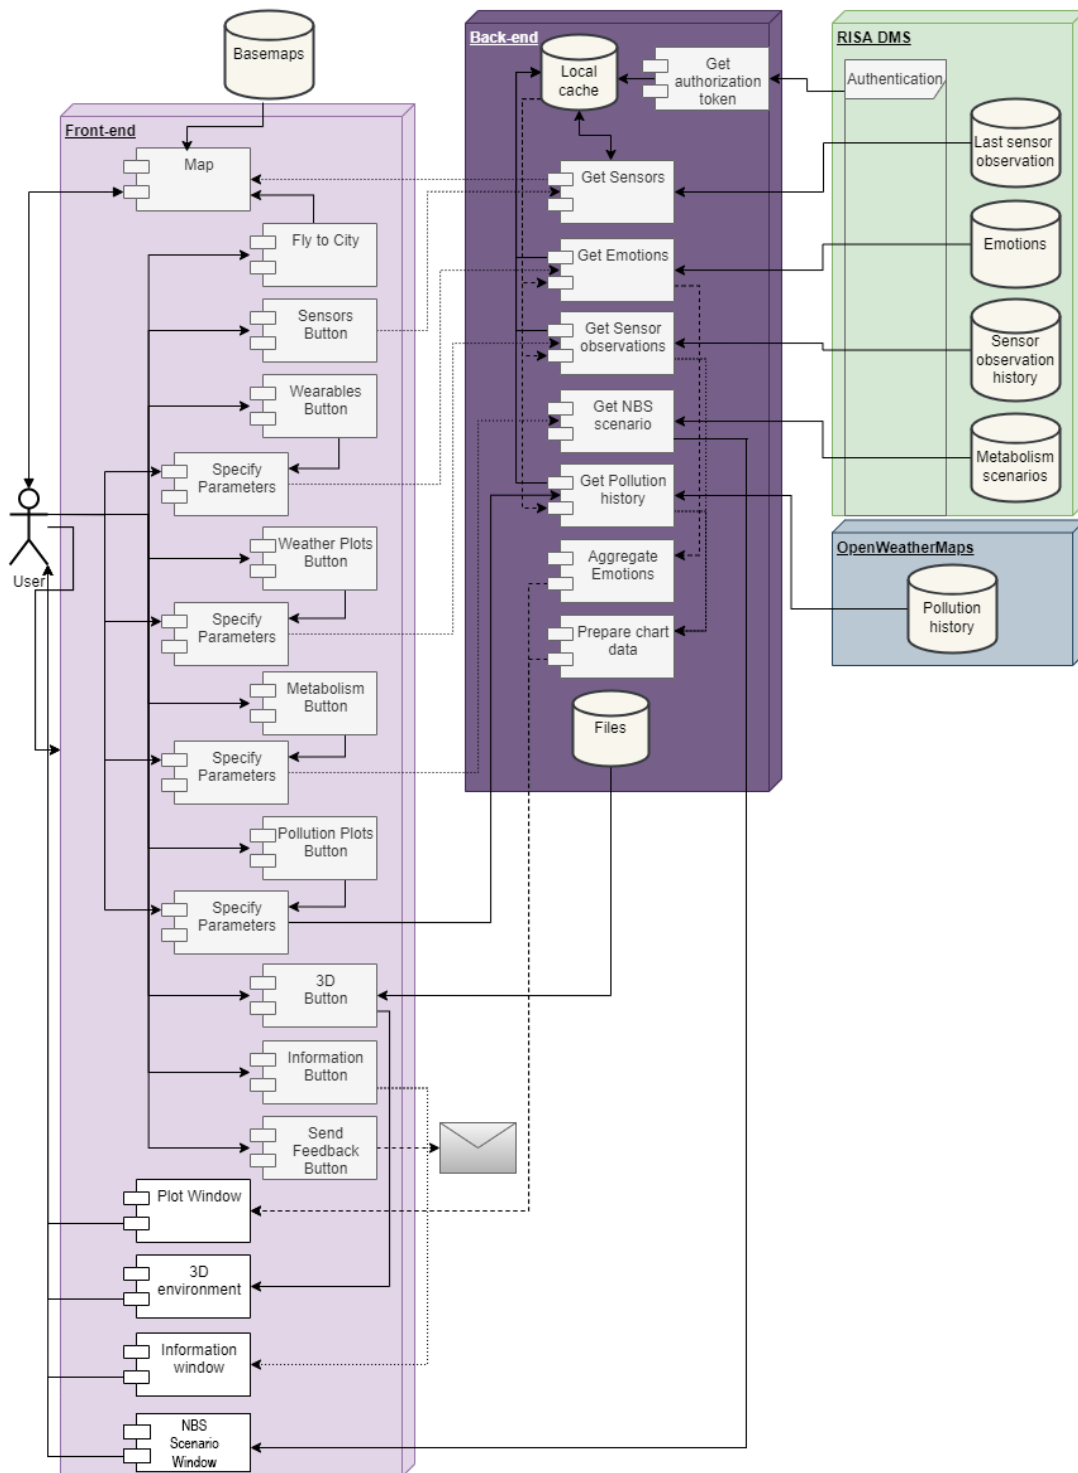 Basemaps
Front-end
Map
Fly to City
Sensors
Button
Wearables
Button
Specify
Parameters
User
Weather Plots
Button
Specify
Parameters
Metabolism
Button
Specify
Parameters
Pollution Plots
Button
Specify
Parameters
3D
Button
Information
Button
Send
Feedback
Button
Plot Window
3D
environment
Information
window
NBS
Scenario
Window
Back-end
Local
cache
Get
authorization
token
Get Sensors
Get Emotions
Get Sensor
observations
Get NBS
scenario
Get Pollution
history
Aggregate
Emotions
Prepare chart
data
Files
RISA DMS
Authentication
Last sensor
observation
Emotions
Sensor
observation
history
Metabolism
scenarios
OpenWeatherMaps
Pollution
history